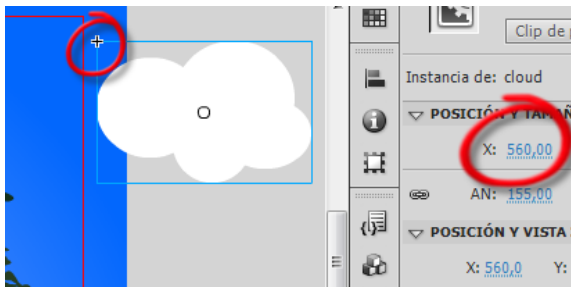 Clip de
Instancia de: cloud
POSICIÓN Y TAMAÑ
X: 560,00
AN: 155,00
POSICIÓN Y VISTA
X: 560,0 Y: